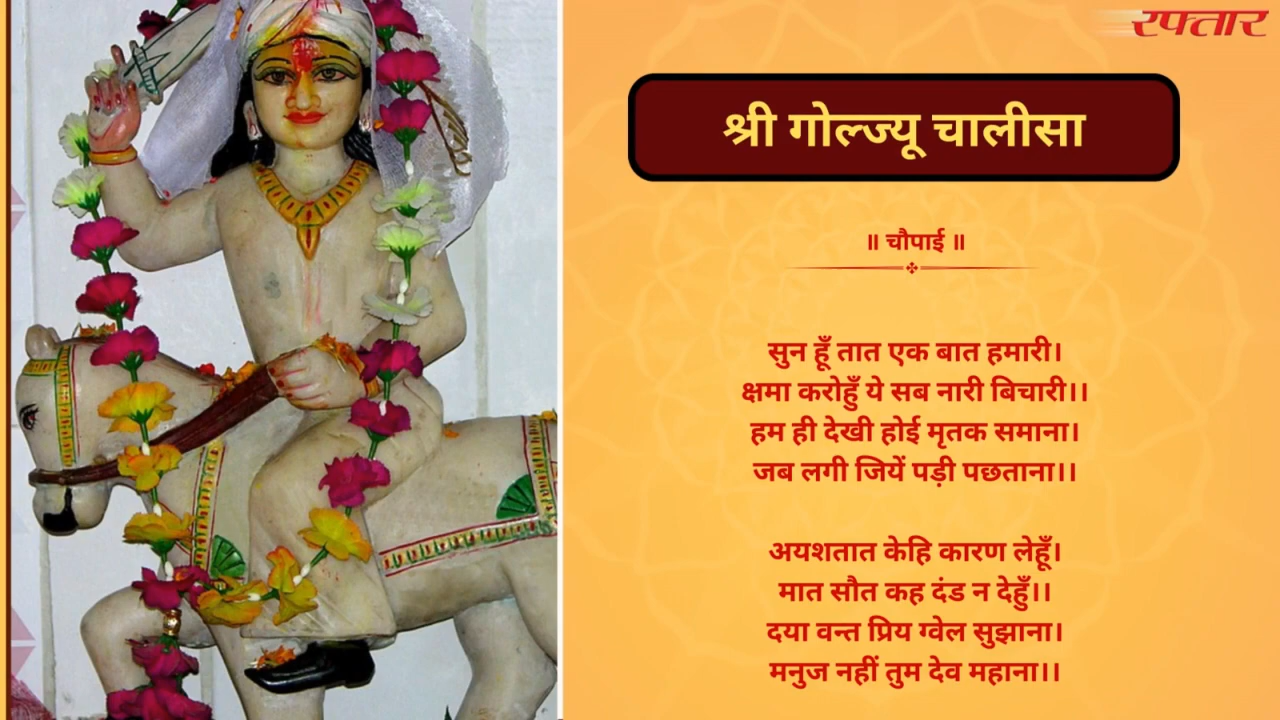 रफ्तार
श्री गोल्ज्यू चालीसा
॥ चौपाई ॥
सुन हूँ तात एक बात हमारी।
क्षमा करोहुँ ये सब नारी बिचारी।।
हम ही देखी होई मृतक समाना।
जब लगी जियें पड़ी पछताना।।
अयशतात केहि कारण लेहूँ।
मात सौत कह दंड न देहुँ।।
दया वन्त प्रिय ग्वेल सुझाना।
मनुज नहीं तुम देव महाना।।